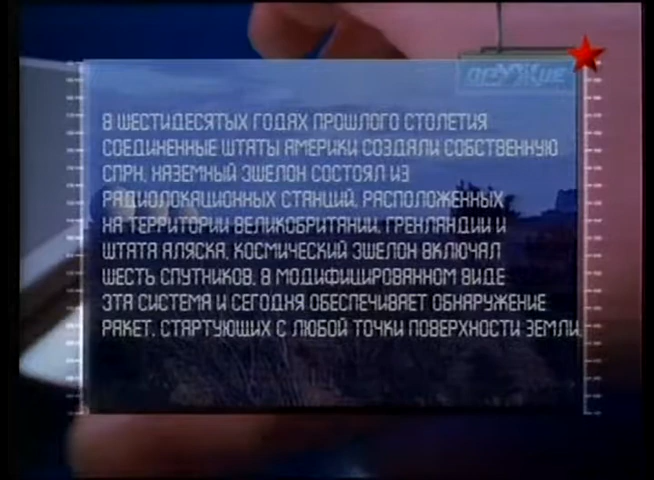 ОРУЖИЕ
В ШЕСТИДЕСЯТЫХ ГОДАХ ПРОШЛОГО СТОЛЕТИЯ
СОЕДИНЕННЫЕ ШТАТЫ АМЕРИКИ СОЗДАЛИ СОБСТВЕННУЮ
СПРН. НАЗЕМНЫЙ ЭШЕЛОН СОСТОЯЛ ИЗ
РАДИОЛОКАЦИОННЫХ СТАНЦИЙ, РАСПОЛОЖЕННЫХ
НА ТЕРРИТОРИИ ВЕЛИКОБРИТАНИИ, ГРЕНЛАНДИИ И
ШТАТА АЛЯСКА. КОСМИЧЕСКИЙ ЭШЕЛОН ВКЛЮЧАЛ
ШЕСТЬ СПУТНИКОВ. В МОДИФИЦИРОВАННОМ ВИДЕ
ЭТА СИСТЕМА И СЕГОДНЯ ОБЕСПЕЧИВАЕТ ОБНАРУЖЕНИЕ
РАКЕТ, СТАРТУЮЩИХ С ЛЮБОЙ ТОЧКИ ПОВЕРХНОСТИ ЗЕМЛИ.